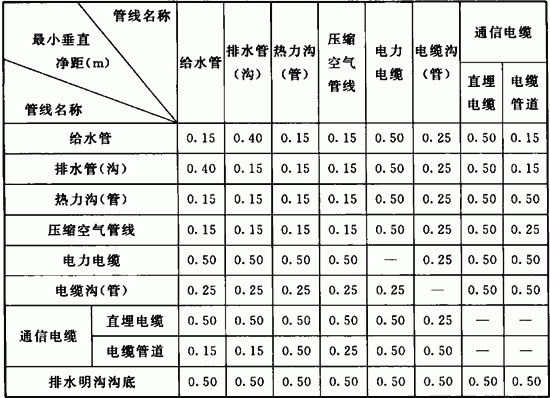 管线名称
最小垂直
净距(m)
管线名称
给水管
排水管(沟)
热力沟(管)
压缩空气管线
电力电缆
电缆沟(管)
通信电缆
直埋电缆
电缆管道
给水管 0.15 0.40 0.15 0.15 0.50 0.25 0.50 0.15
排水管(沟) 0.40 0.15 0.15 0.15 0.50 0.25 0.50 0.15
热力沟(管) 0.15 0.15 0.15 0.15 0.50 0.25 0.50 0.50
压缩空气管线 0.15 0.15 0.15 0.15 0.50 0.25 0.50 0.25
电力电缆 0.50 0.50 0.50 0.50 — 0.25 0.50 0.50
电缆沟(管) 0.25 0.25 0.25 0.25 0.25 — 0.50 0.50
通信电缆
直埋电缆 0.50 0.50 0.50 0.50 0.50 0.25 — —
电缆管道 0.15 0.15 0.50 0.25 0.50 0.50 — —
排水明沟沟底 0.50 0.50 0.50 0.50 0.50 0.50 0.50 0.50